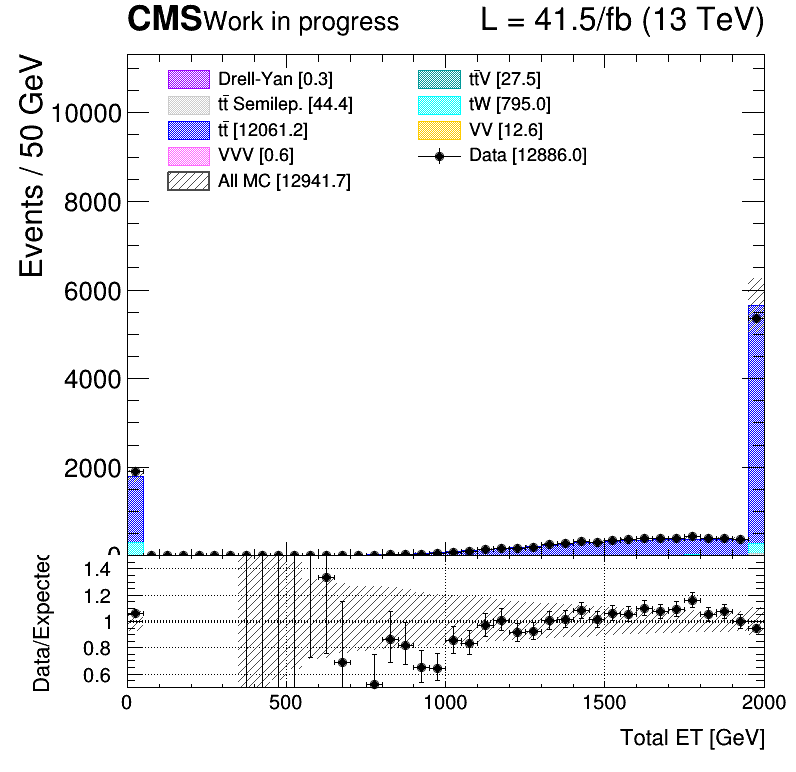 CMS Work in progress L = 41.5/fb (13 TeV)
Events / 50 GeV
Drell-Yan [0.3]
tt̄ Semilep. [44.4]
tt̄ [12061.2]
VVV [0.6]
All MC [12941.7]
tt̄V [27.5]
tW [795.0]
VV [12.6]
Data [12886.0]
10000
8000
6000
4000
2000
0
Data/Expected
1.4
1.2
1
0.6
0.8
0 500 1000 1500 2000
Total ET [GeV]